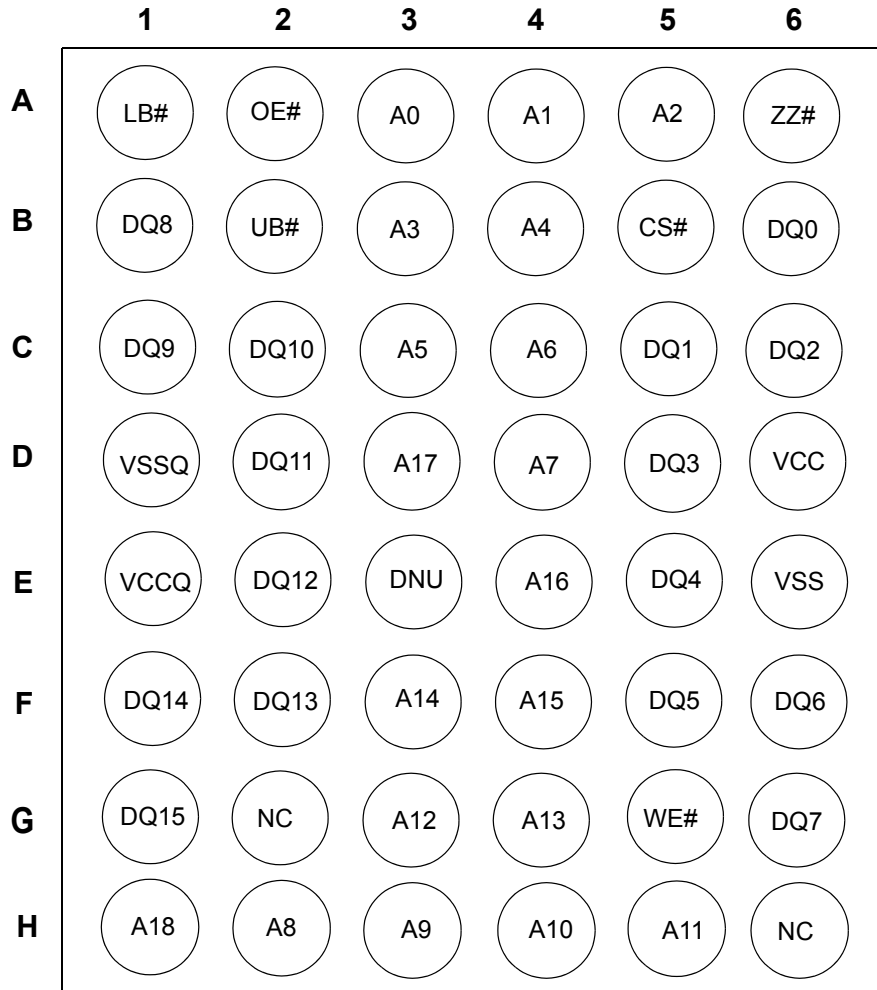 1 2 3 4 5 6
A LB# OE# A0 A1 A2 ZZ#
B DQ8 UB# A3 A4 CS# DQ0
C DQ9 DQ10 A5 A6 DQ1 DQ2
D VSSQ DQ11 A17 A7 DQ3 VCC
E VCCQ DQ12 DNU A16 DQ4 VSS
F DQ14 DQ13 A14 A15 DQ5 DQ6
G DQ15 NC A12 A13 WE# DQ7
H A18 A8 A9 A10 A11 NC